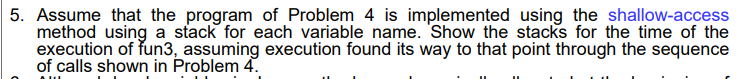 5. Assume that the program of Problem 4 is implemented using the shallow-access
method using a stack for each variable name. Show the stacks for the time of the
execution of fun3, assuming execution found its way to that point through the sequence
of calls shown in Problem 4.